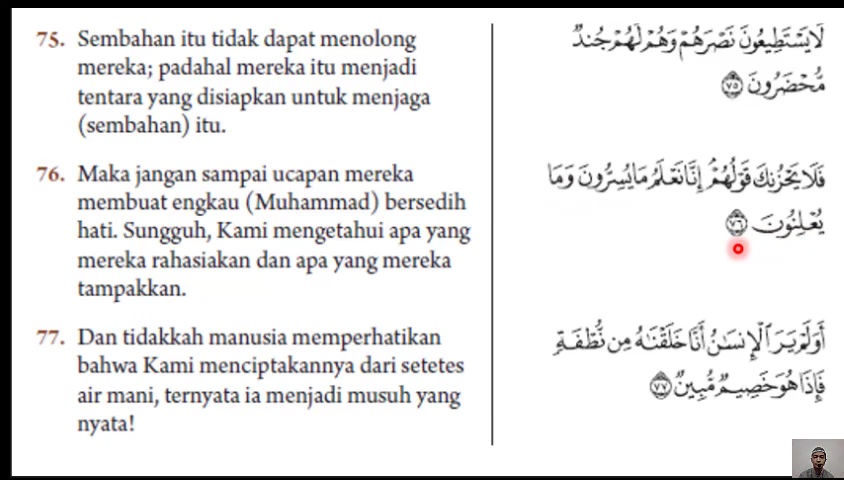 75. Sembahan itu tidak dapat menolong
mereka; padahal mereka itu menjadi
tentara yang disiapkan untuk menjaga
(sembahan) itu.
76. Maka jangan sampai ucapan mereka
membuat engkau (Muhammad) bersedih
hati. Sungguh, Kami mengetahui apa yang
mereka rahasiakan dan apa yang mereka
tampakkan.
77. Dan tidakkah manusia memperhatikan
bahwa Kami menciptakannya dari setetes
air mani, ternyata ia menjadi musuh yang
nyata!
لَا يَسْتَطِيعُونَ نَصْرَهُمْ وَهُمْ لَهُمْ جُندٌ
مُّحْضَرُونَ ٧٥
فَلَا يَحْزُنكَ قَوْلُهُمْ إِنَّا نَعْلَمُ مَا يُسِرُّونَ وَمَا
يُعْلِنُونَ ٧٦
أَوَلَمْ يَرَ ٱلْإِنسَٰنُ أَنَّا خَلَقْنَٰهُ مِن نُّطْفَةٍ
فَإِذَا هُوَ خَصِيمٌ مُّبِينٌ ٧٧